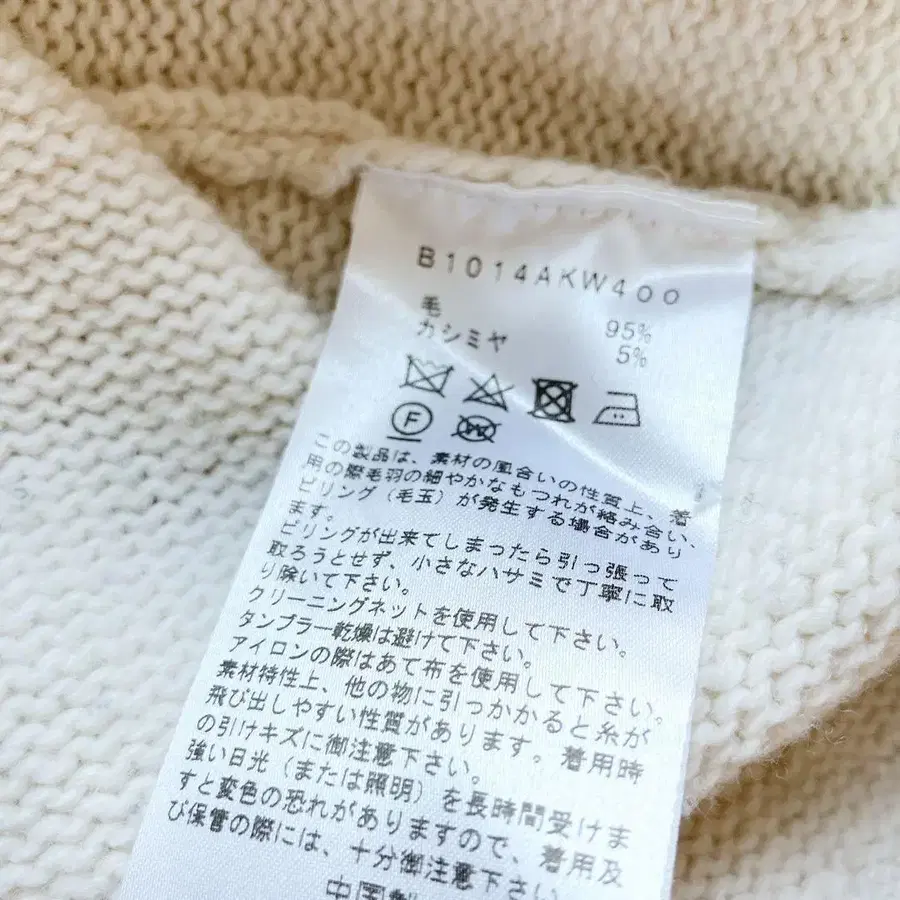 B1014AKW400
毛 95%
カシミヤ 5%
F
W
この製品は、素材の風合いの性質上、着
用の際毛羽の細やかなもつれが絡み合い、
ピリング(毛玉)が発生する場合があり
ます。
ピリングが出来てしまったら引っ張って
取ろうとせず、小さなハサミで丁寧に取
り除いて下さい。
クリーニングネットを使用して下さい。
タンブラー乾燥は避けて下さい。
アイロンの際はあて布を使用して下さい。
素材特性上、他の物に引っかかると糸が
飛び出しやすい性質があります。着用時
の引けキズに御注意下さい。
強い日光(または照明)を長時間受けま
すと変色の恐れがありますので、着用及
び保管の際には、十分御注意下さい。
中国製